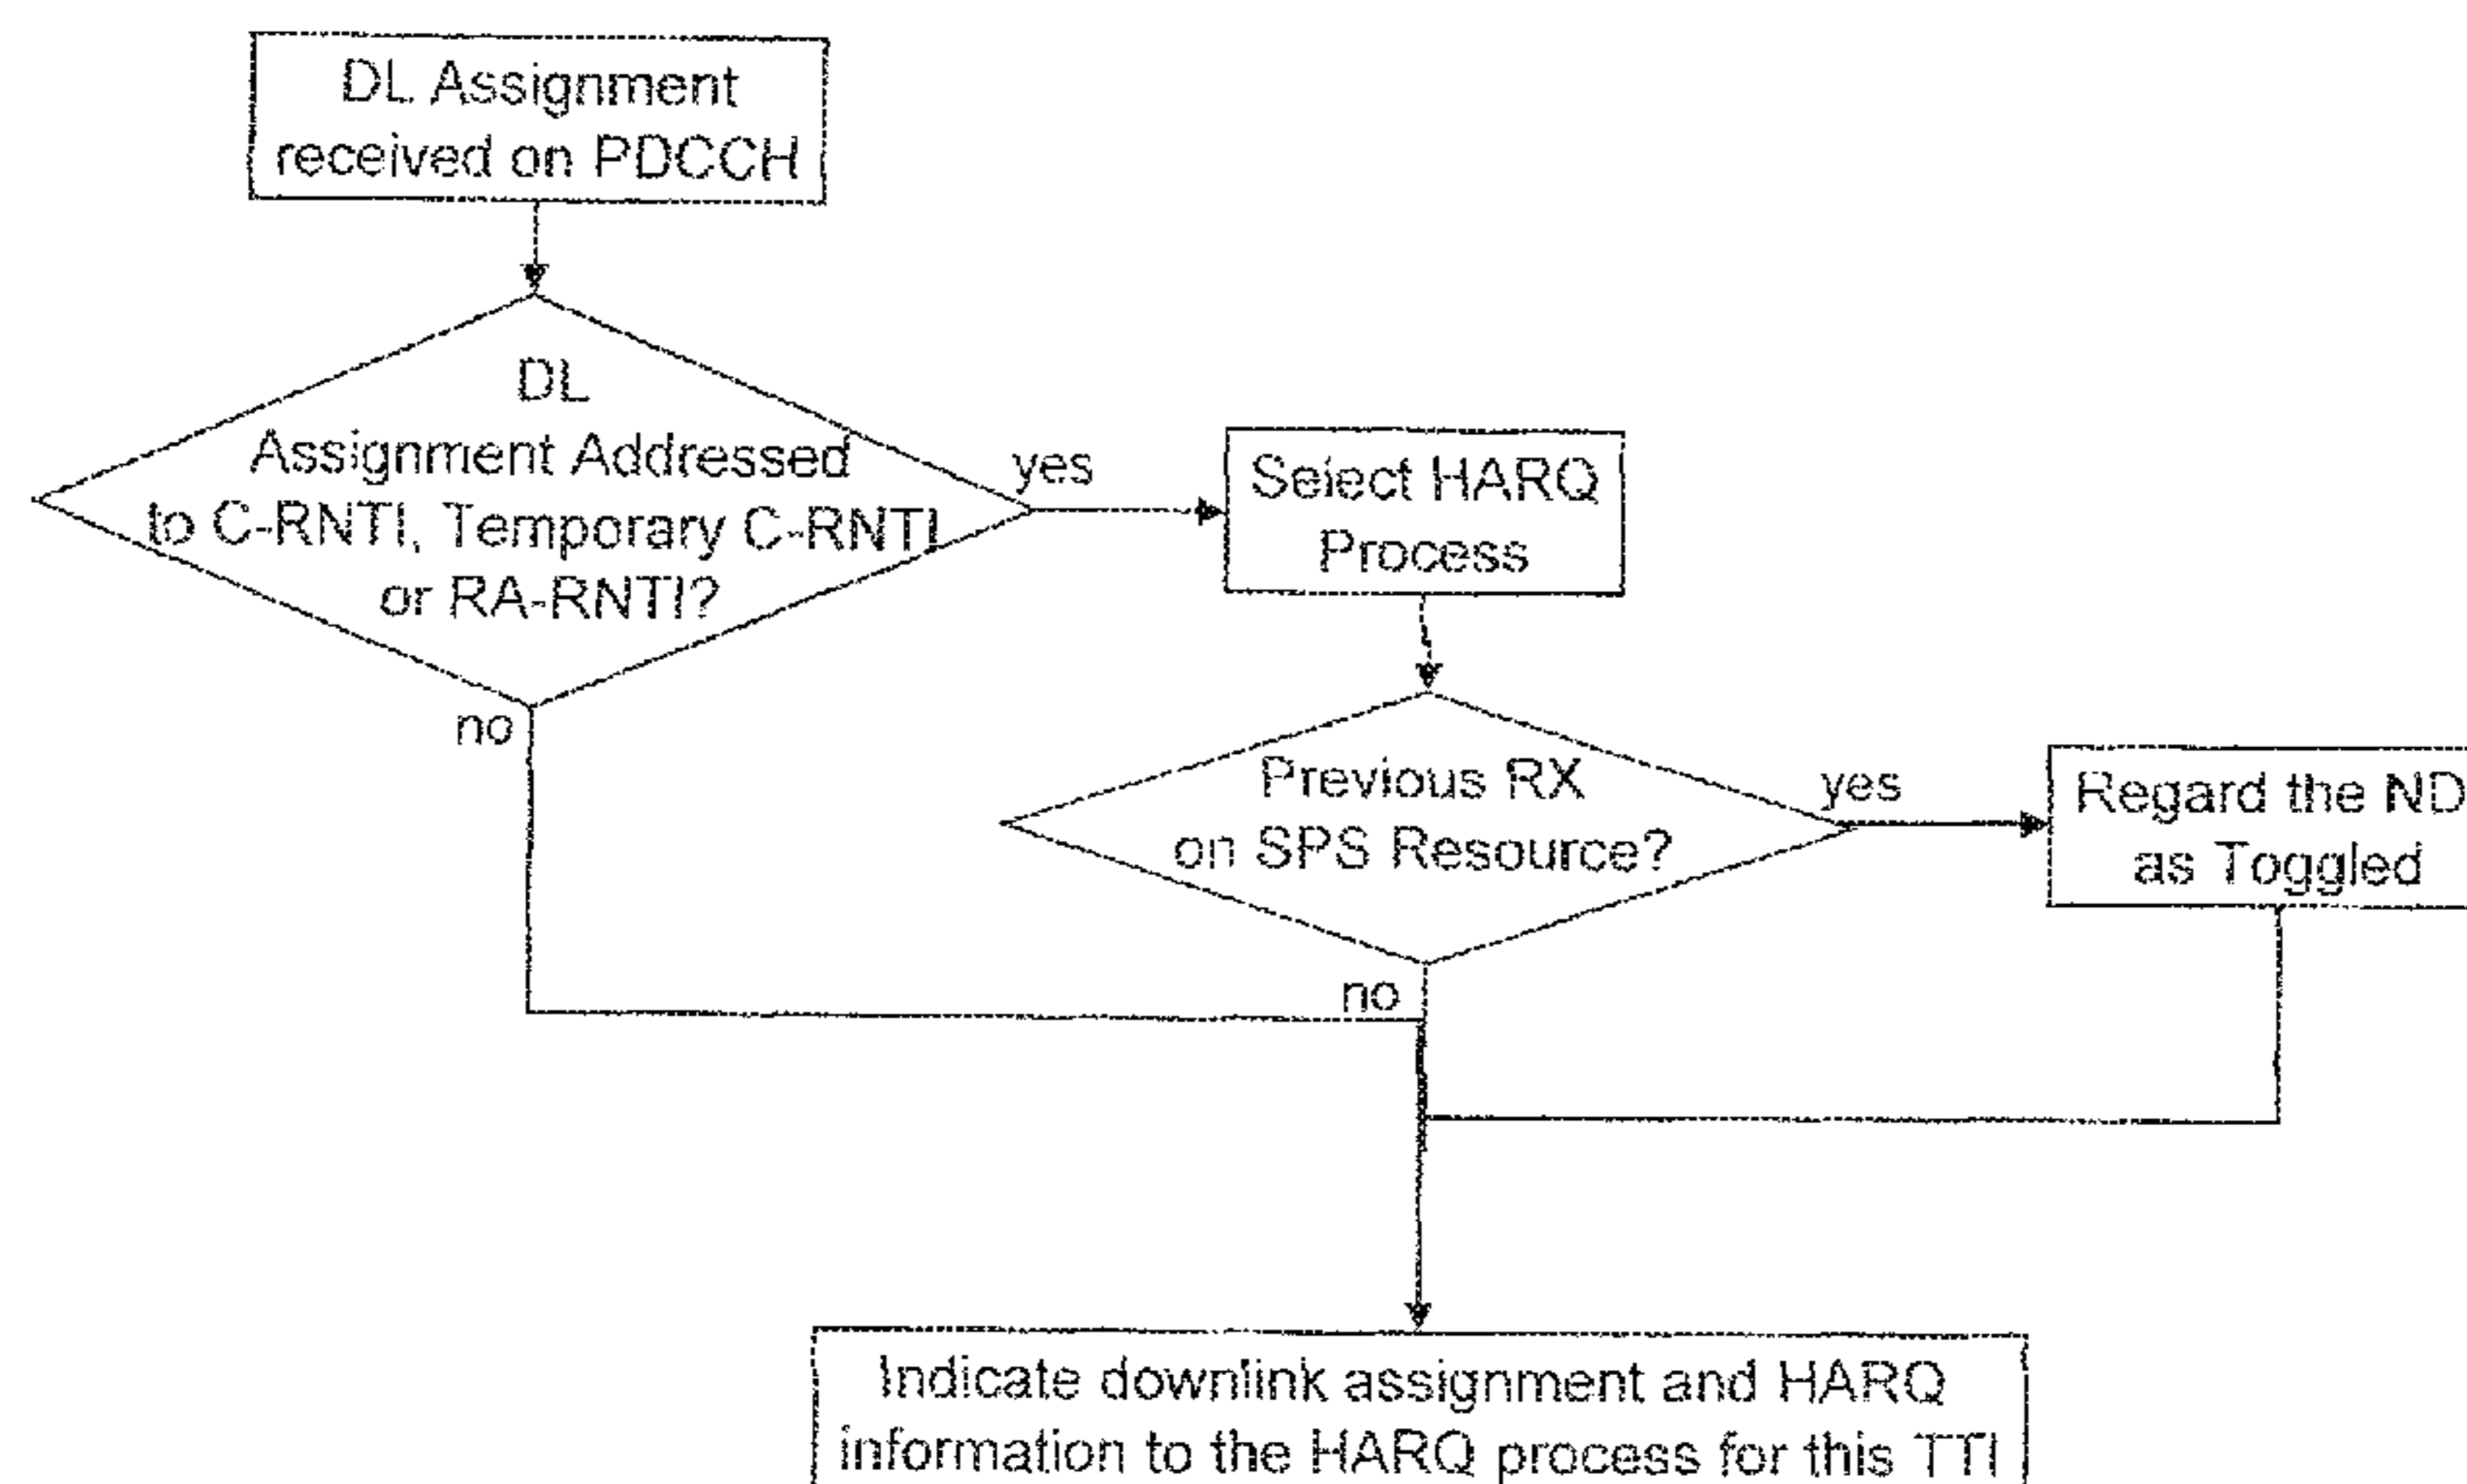 DL Assignment
received on PDCCH
DL
Assignment Addressed
to C-RNTI, Temporary C-RNTI
or RA-RNTI?
yes
Select HARQ
Process
no
Previous RX
on SPS Resource?
yes
Regard the ND
as Toggled
no
Indicate downlink assignment and HARQ
information to the HARQ process for this TTI